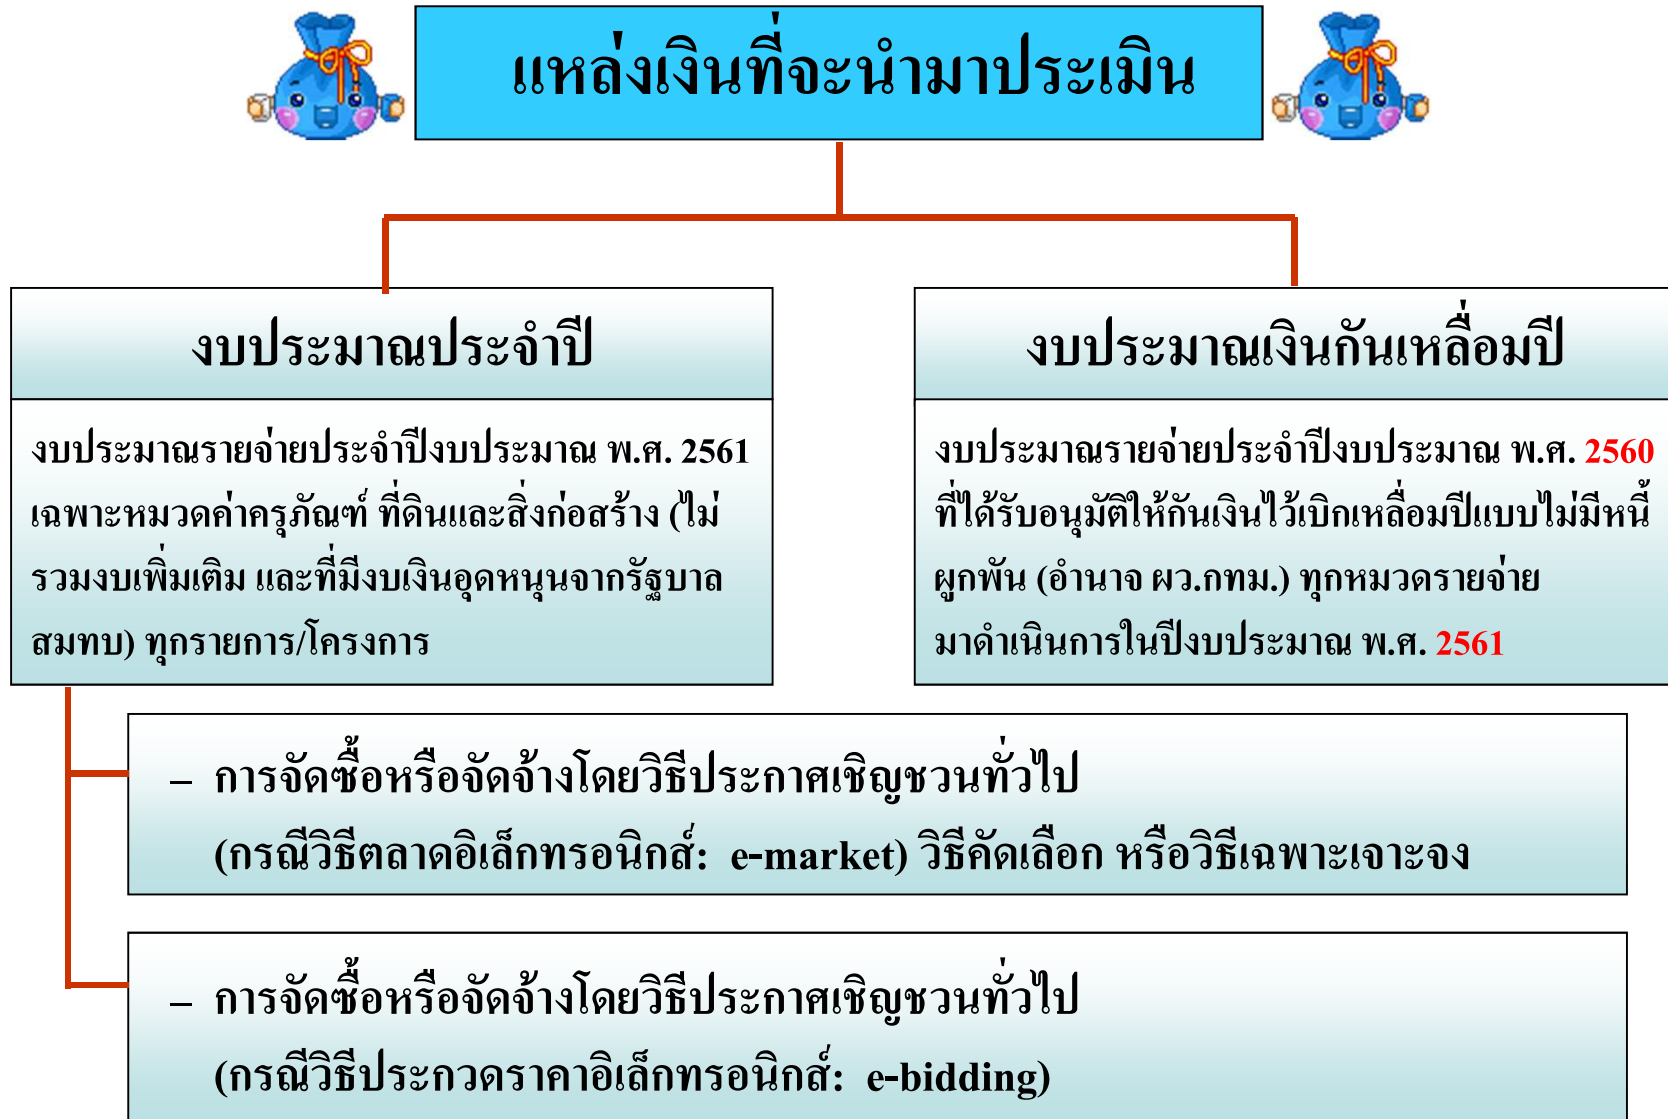 แหล่งเงินที่จะนำมาประเมิน
งบประมาณประจำปี
งบประมาณรายจ่ายประจำปีงบประมาณ พ.ศ. 2561
เฉพาะหมวดค่าครุภัณฑ์ ที่ดินและสิ่งก่อสร้าง (ไม่
รวมงบเพิ่มเติม และที่มีงบเงินอุดหนุนจากรัฐบาล
สมทบ) ทุกรายการ/โครงการ
งบประมาณเงินกันเหลื่อมปี
งบประมาณรายจ่ายประจำปีงบประมาณ พ.ศ. 2560
ที่ได้รับอนุมัติให้กันเงินไว้เบิกเหลื่อมปีแบบไม่มีหนี้
ผูกพัน (อำนาจ ผว.กทม.) ทุกหมวดรายจ่าย
มาดำเนินการในปีงบประมาณ พ.ศ. 2561
– การจัดซื้อหรือจัดจ้างโดยวิธีประกาศเชิญชวนทั่วไป
(กรณีวิธีตลาดอิเล็กทรอนิกส์: e-market) วิธีคัดเลือก หรือวิธีเฉพาะเจาะจง
– การจัดซื้อหรือจัดจ้างโดยวิธีประกาศเชิญชวนทั่วไป
(กรณีวิธีประกวดราคาอิเล็กทรอนิกส์: e-bidding)